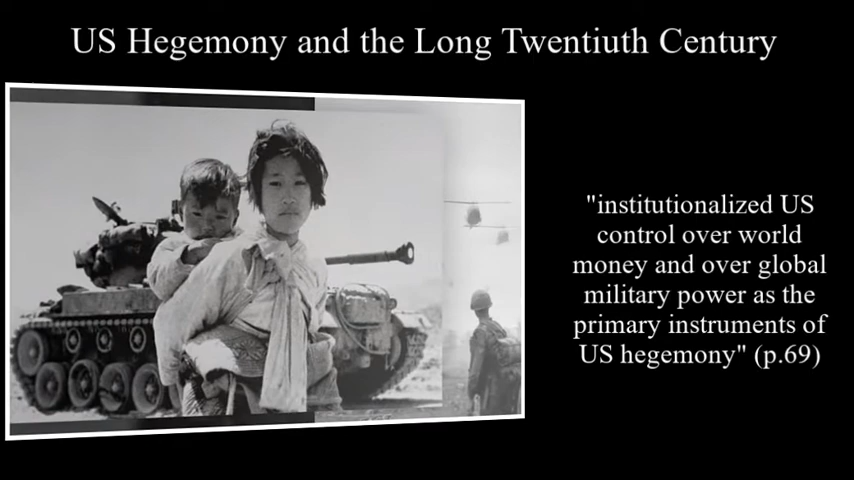 US Hegemony and the Long Twentiuth Century
"institutionalized US
control over world
money and over global
military power as the
primary instruments of
US hegemony" (p.69)